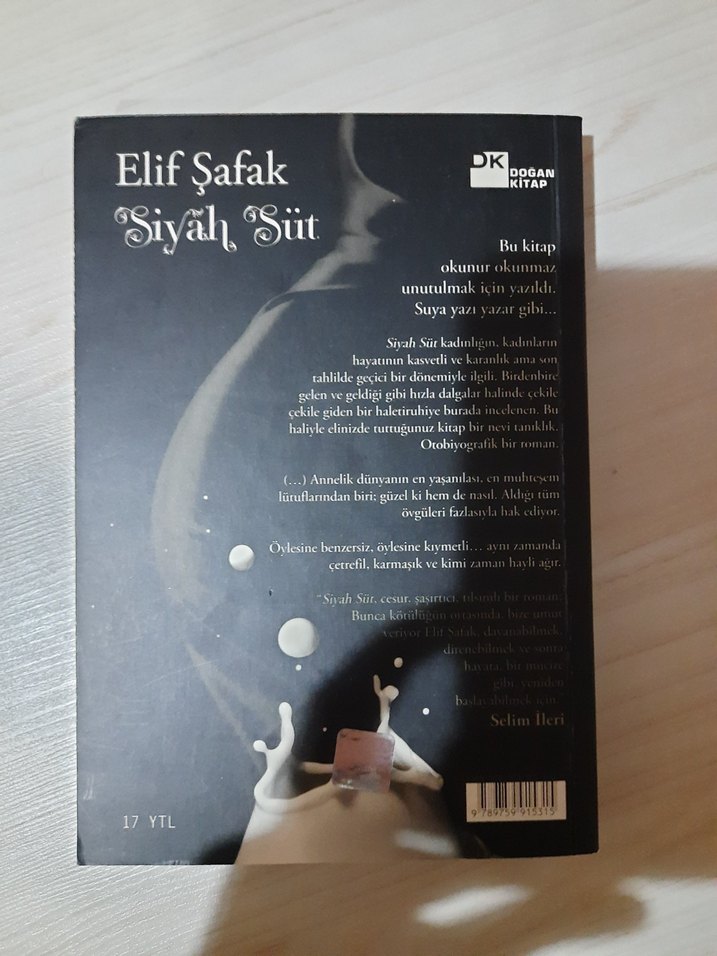 Elif Şafak
Siyah Süt
DK
DOĞAN
KİTAP
Bu kitap
okunur okunmaz
unutulmak için yazıldı.
Suya yazı yazar gibi...
Siyah Süt kadınlığın, kadınların
hayatının kasvetli ve karanlık ama son
tahlilde geçici bir dönemiyle ilgili. Birdenbire
gelen ve geldiği gibi hızla dalgalar halinde çekile
çekile giden bir haletiruhiye burada incelenen. Bu
haliyle elinizde tuttuğunuz kitap bir nevi tanıklık.
Otobiyografik bir roman.
(...) Annelik dünyanın en yaşanılası, en muhteşem
lütuflarından biri; güzel ki hem de nasıl. Aldığı tüm
övgüleri fazlasıyla hak ediyor.
Öylesine benzersiz, öylesine kıymetli... aynı zamanda
çetrefil, karmaşık ve kimi zaman hayli ağır.
"Siyah Süt, cesur, şaşırtıcı, tılsımlı bir roman.
Bunca kötülüğün ortasında, bize umut
veriyor Elif Şafak, dayanabilmek,
direnebilmek ve sonra
hayata, bir mucize
gibi, yeniden
başlayabilmek için."
Selim İleri
17 YTL
9 789759 915315